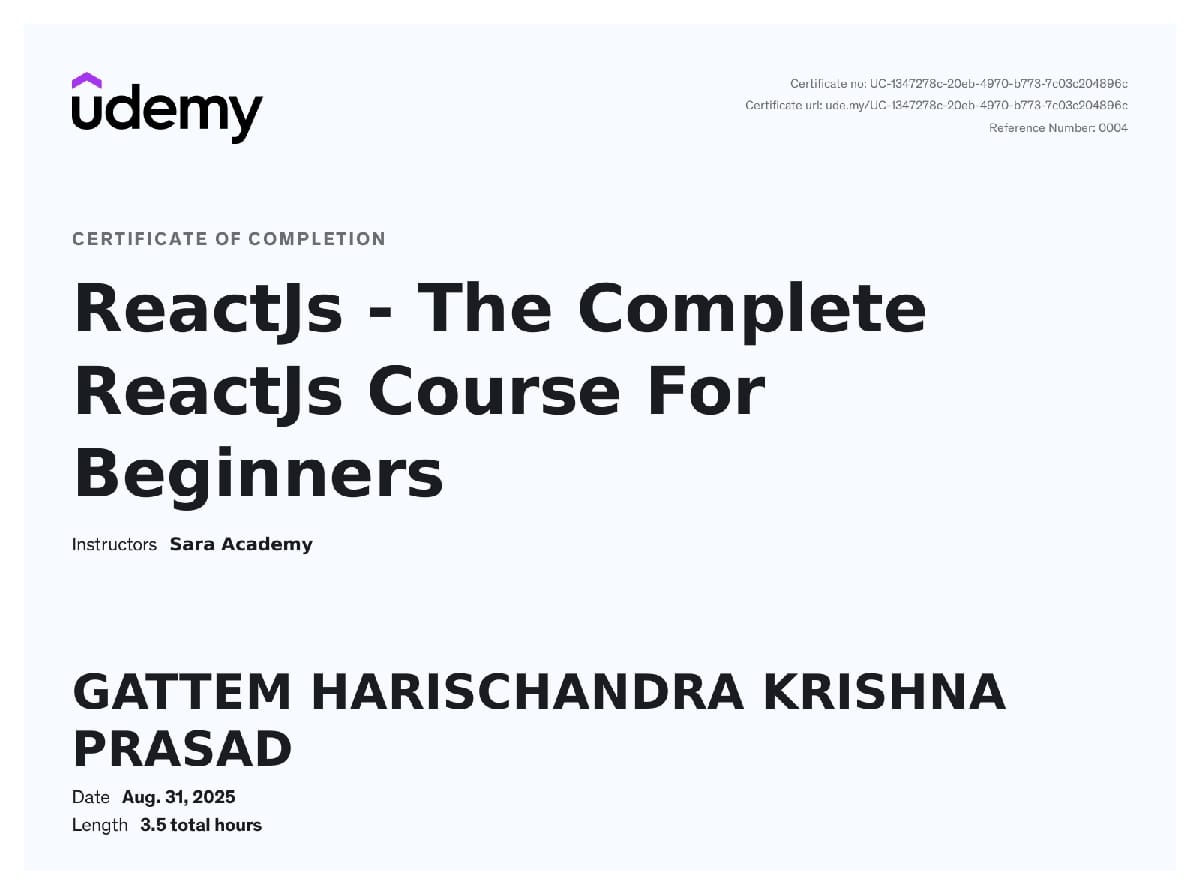 udemy
Certificate no: UC-1347278c-20eb-4970-b773-7c03c204896c
Certificate url: ude.my/UC-1347278c-20eb-4970-b773-7c03c204896c
Reference Number: 0004
CERTIFICATE OF COMPLETION
ReactJs - The Complete
ReactJs Course For
Beginners
Instructors Sara Academy
GATTEM HARISCHANDRA KRISHNA
PRASAD
Date Aug. 31, 2025
Length 3.5 total hours